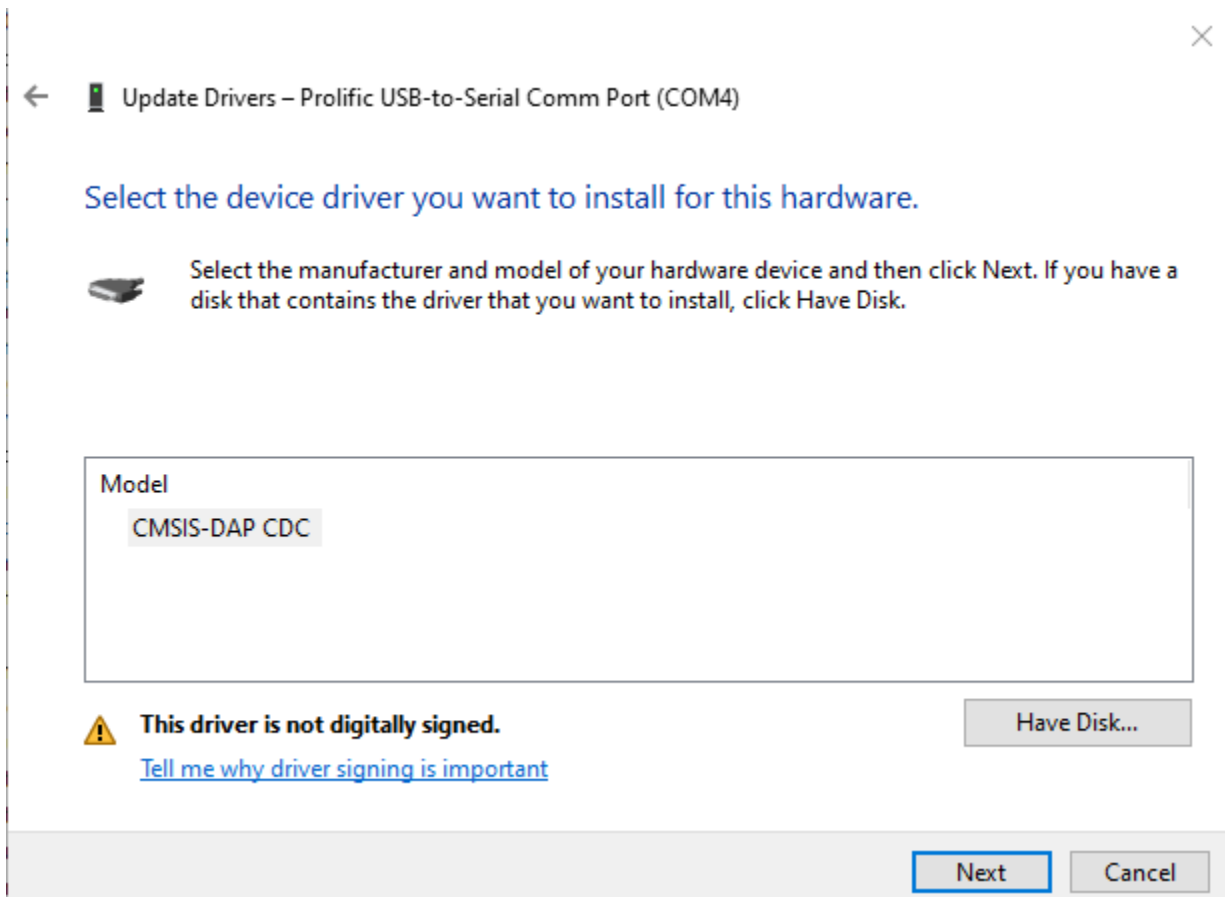 Update Drivers – Prolific USB-to-Serial Comm Port (COM4)
Select the device driver you want to install for this hardware.
Select the manufacturer and model of your hardware device and then click Next. If you have a
disk that contains the driver that you want to install, click Have Disk.
Model
CMSIS-DAP CDC
This driver is not digitally signed.
Have Disk...
Tell me why driver signing is important
Next
Cancel